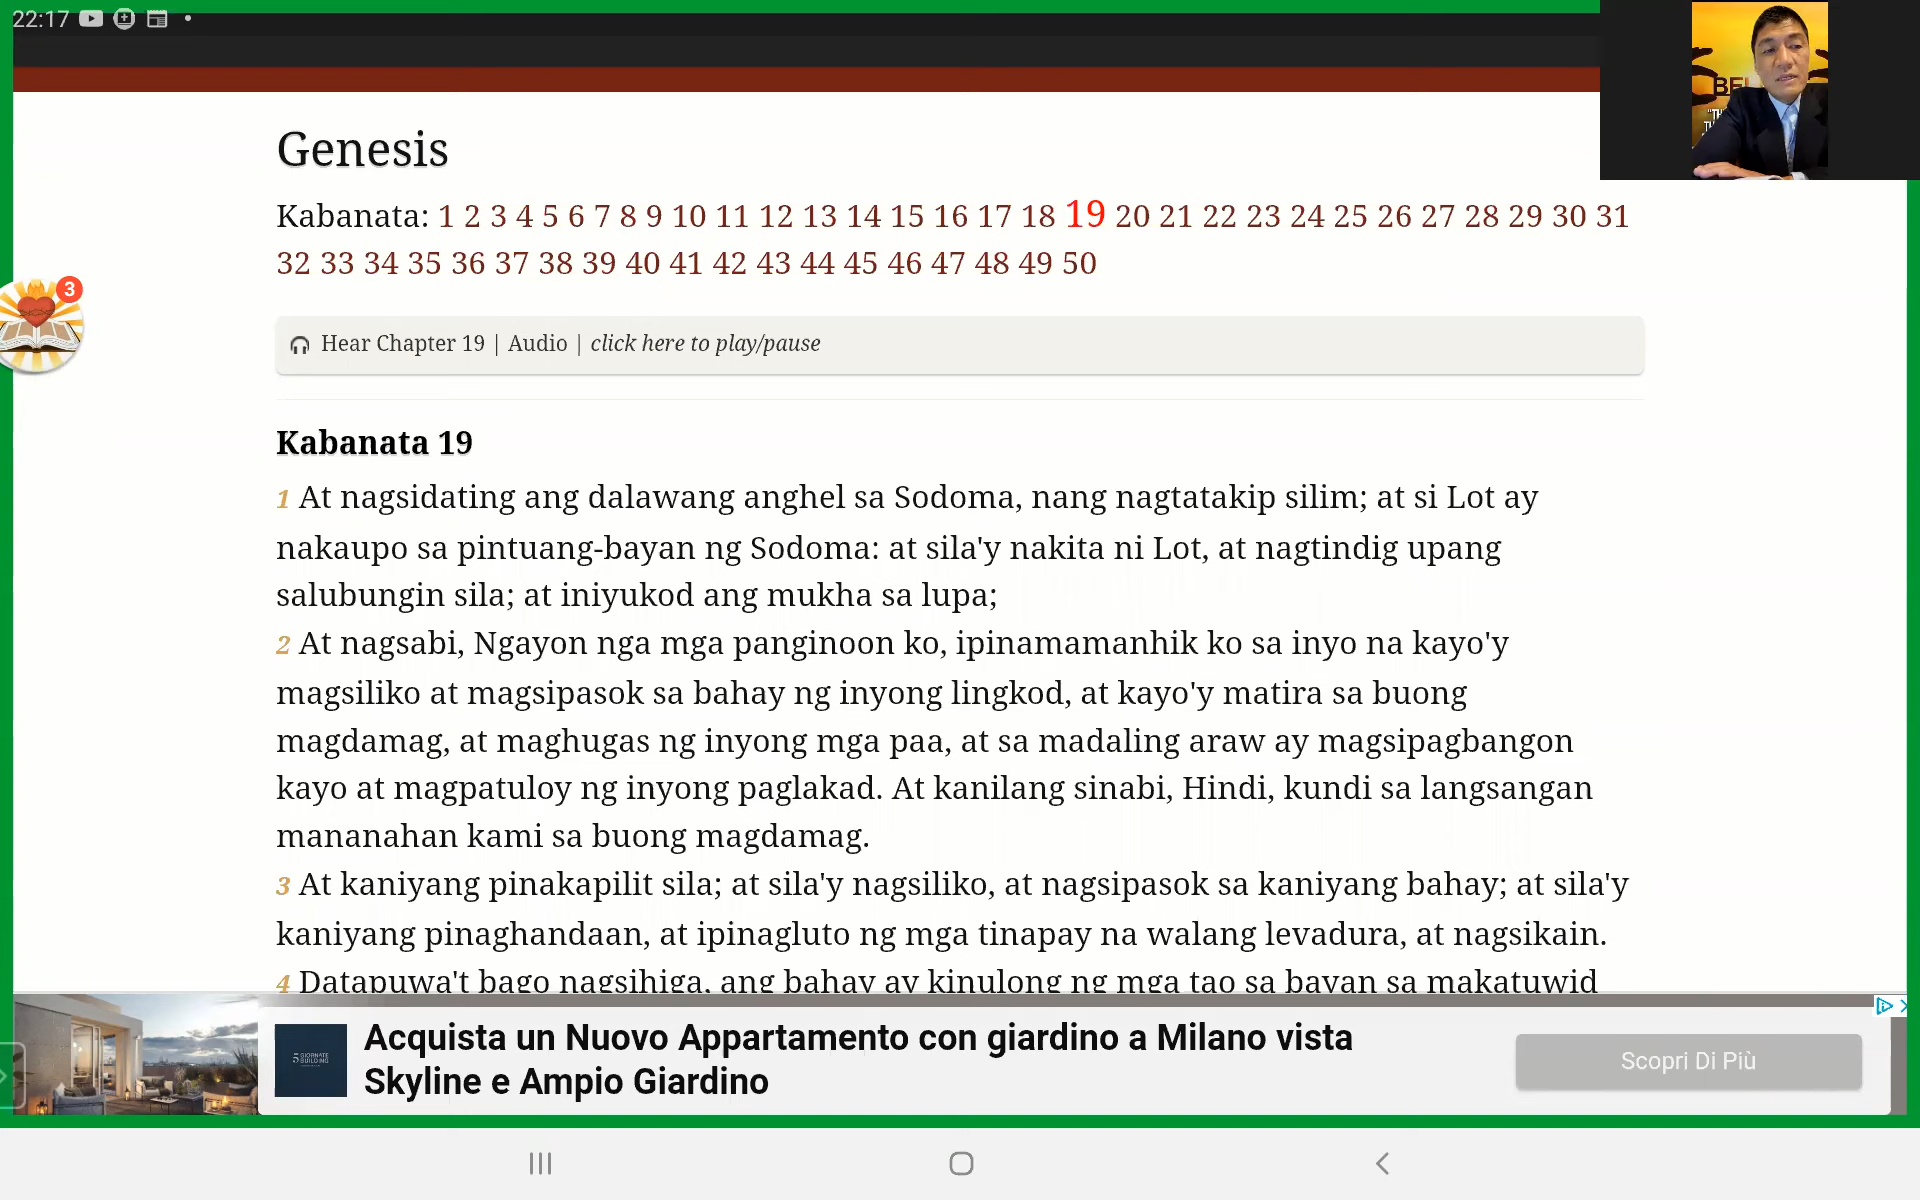 22:17
Genesis
Kabanata: 1 2 3 4 5 6 7 8 9 10 11 12 13 14 15 16 17 18 19 20 21 22 23 24 25 26 27 28 29 30 31
32 33 34 35 36 37 38 39 40 41 42 43 44 45 46 47 48 49 50
3
Hear Chapter 19 | Audio | click here to play/pause
Kabanata 19
1 At nagsidating ang dalawang anghel sa Sodoma, nang nagtatakip silim; at si Lot ay
nakaupo sa pintuang-bayan ng Sodoma: at sila'y nakita ni Lot, at nagtindig upang
salubungin sila; at iniyukod ang mukha sa lupa;
2 At nagsabi, Ngayon nga mga panginoon ko, ipinamamanhik ko sa inyo na kayo'y
magsiliko at magsipasok sa bahay ng inyong lingkod, at kayo'y matira sa buong
magdamag, at maghugas ng inyong mga paa, at sa madaling araw ay magsipagbangon
kayo at magpatuloy ng inyong paglakad. At kanilang sinabi, Hindi, kundi sa langsangan
mananahan kami sa buong magdamag.
3 At kaniyang pinakapilit sila; at sila'y nagsiliko, at nagsipasok sa kaniyang bahay; at sila'y
kaniyang pinaghandaan, at ipinagluto ng mga tinapay na walang levadura, at nagsikain.
4 Datapuwa't bago nagsihiga, ang bahay ay kinulong ng mga tao sa bayan sa makatuwid
5 GIORNATE
BUILDING
Acquista un Nuovo Appartamento con giardino a Milano vista
Skyline e Ampio Giardino
Scopri Di Più